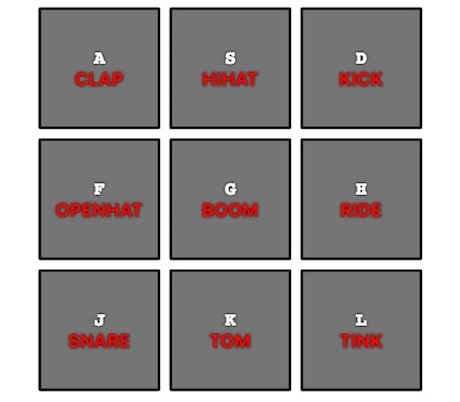 A
CLAP
S
HIHAT
D
KICK
F
OPENHAT
G
BOOM
H
RIDE
J
SNARE
K
TOM
L
TINK